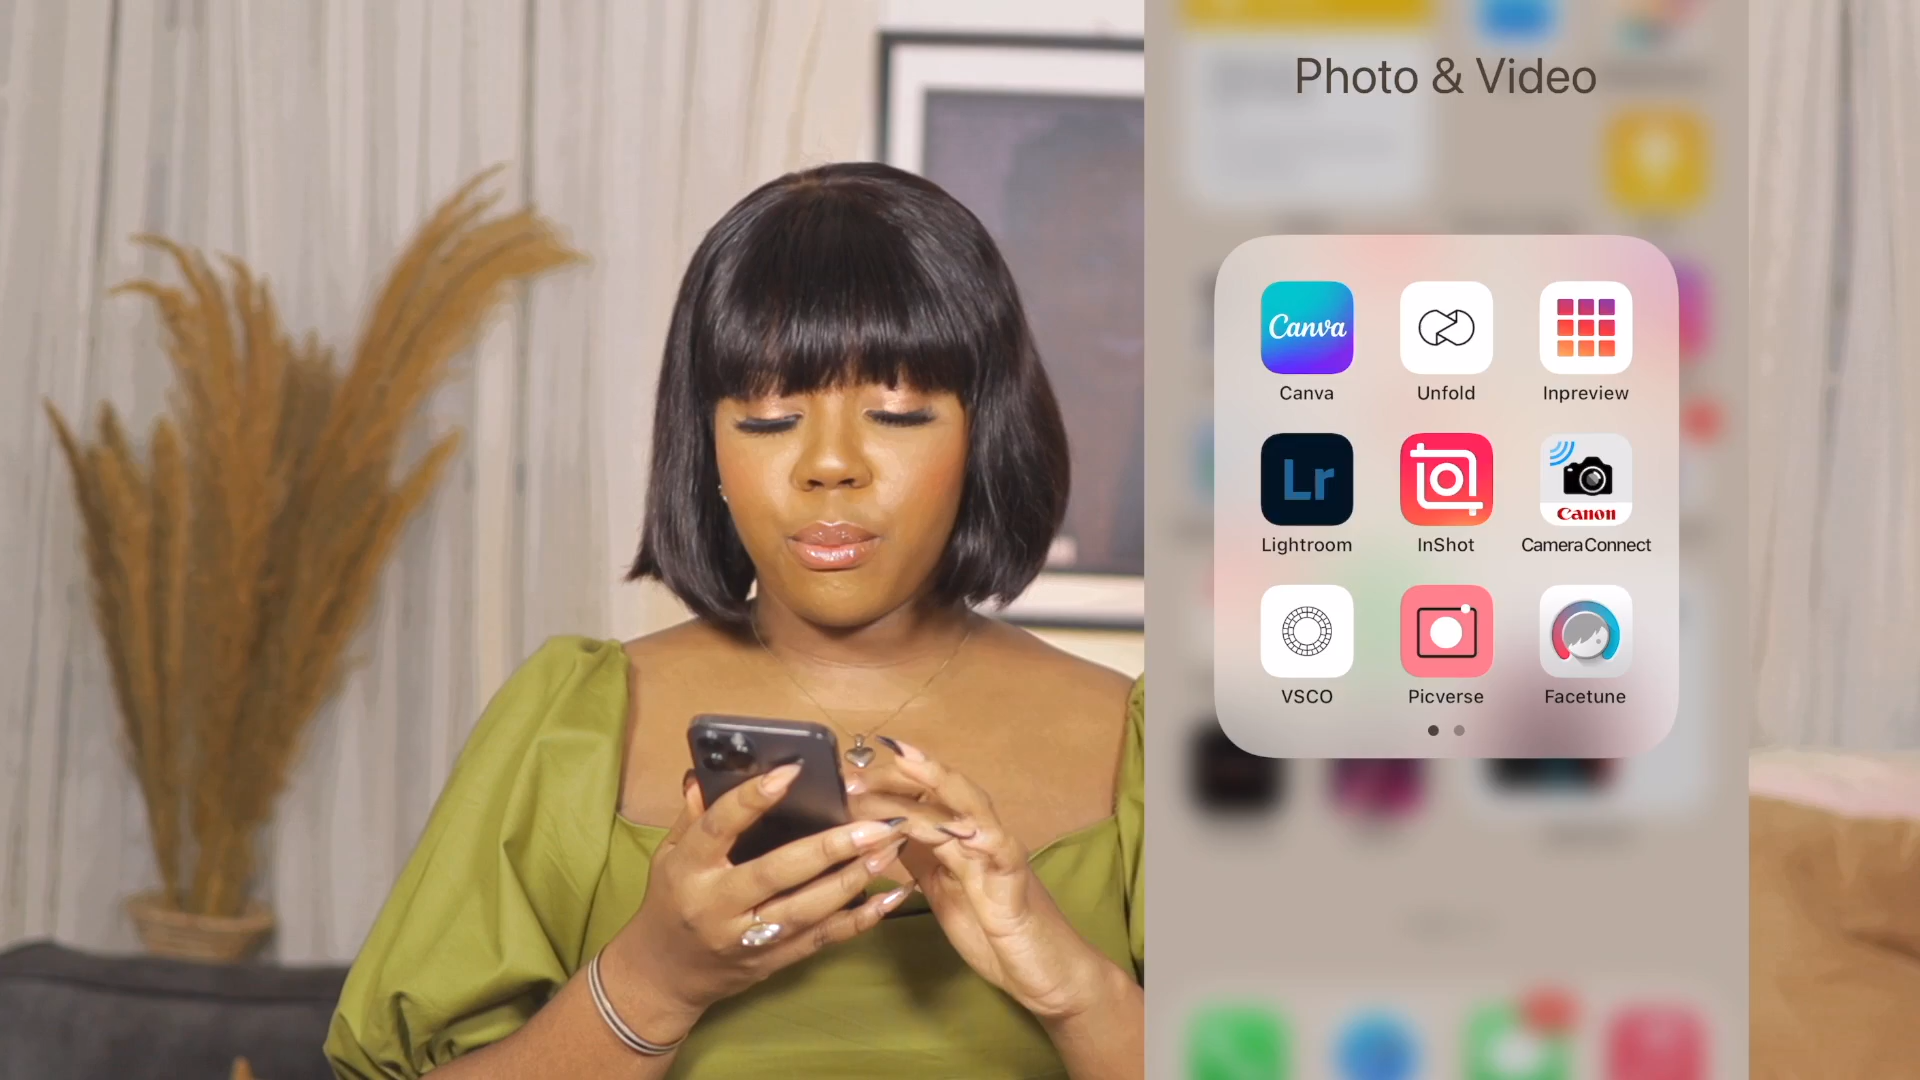 Photo & Video
Canva
Canva Unfold Inpreview
Lr
Canon
Lightroom InShot CameraConnect
VSCO Picverse Facetune